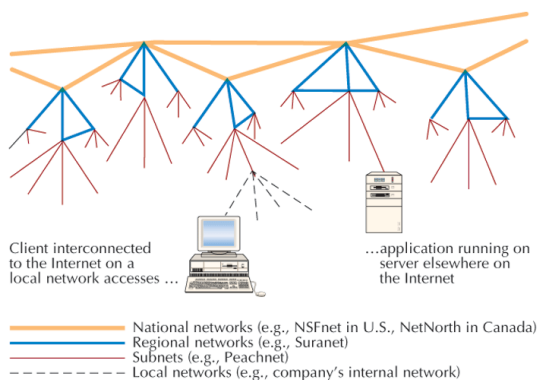 Client interconnected
to the Internet on a
local network accesses ...
...application running on
server elsewhere on
the Internet
National networks (e.g., NSFnet in U.S., NetNorth in Canada)
Regional networks (e.g., Suranet)
Subnets (e.g., Peachnet)
Local networks (e.g., company's internal network)